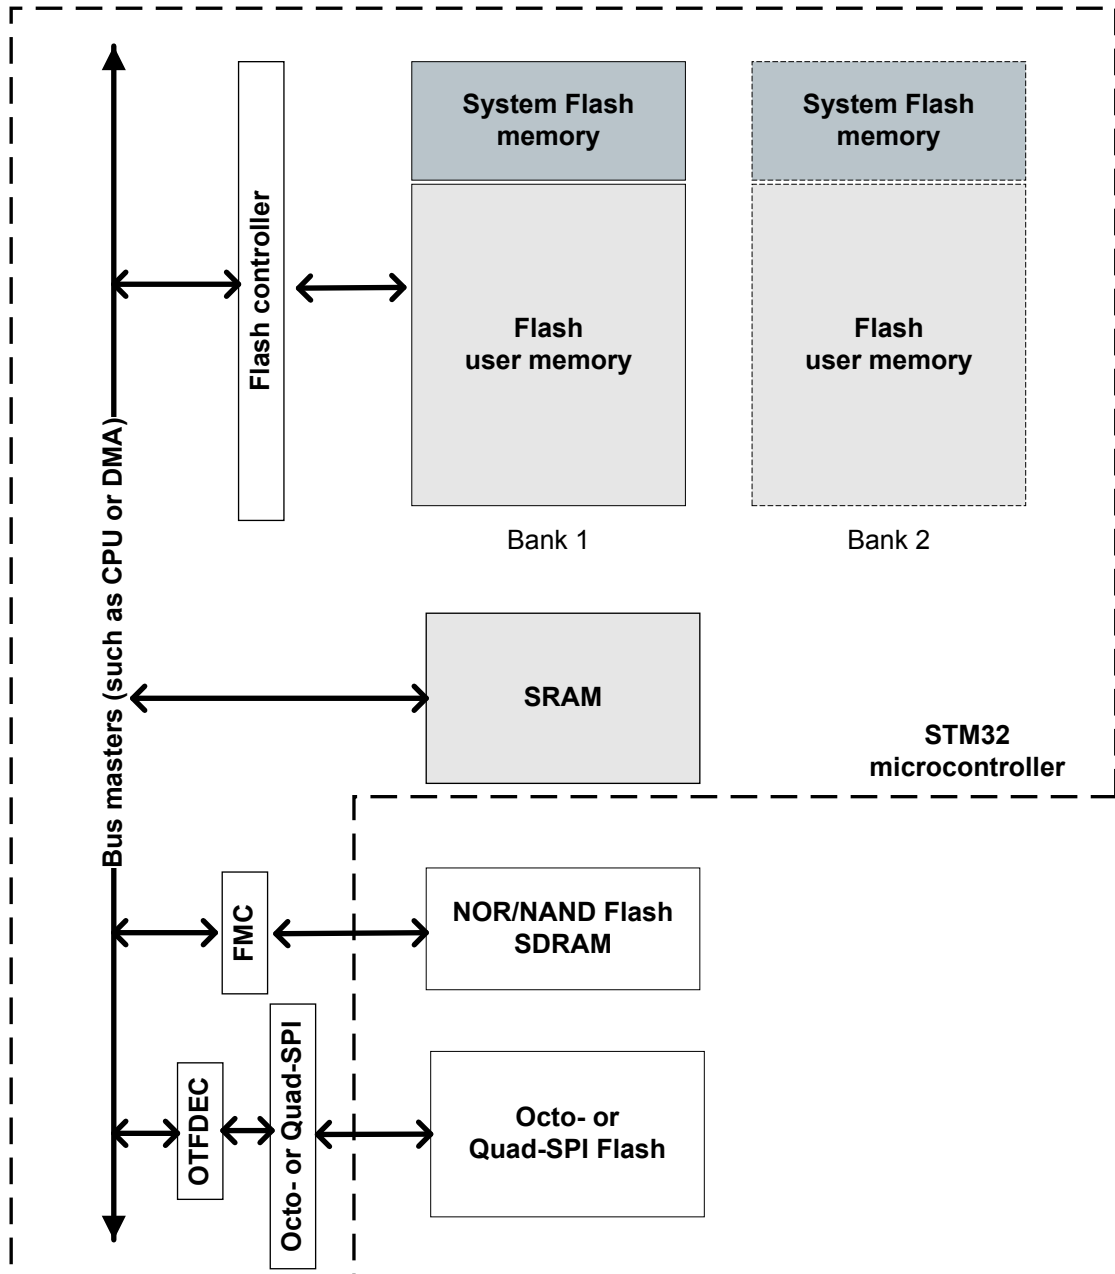 System Flash
memory
System Flash
memory
Flash controller
Flash
user memory
Flash
user memory
Bank 1
Bank 2
Bus masters (such as CPU or DMA)
SRAM
STM32
microcontroller
FMC
NOR/NAND Flash
SDRAM
OTFDEC
Octo- or Quad-SPI
Octo- or
Quad-SPI Flash